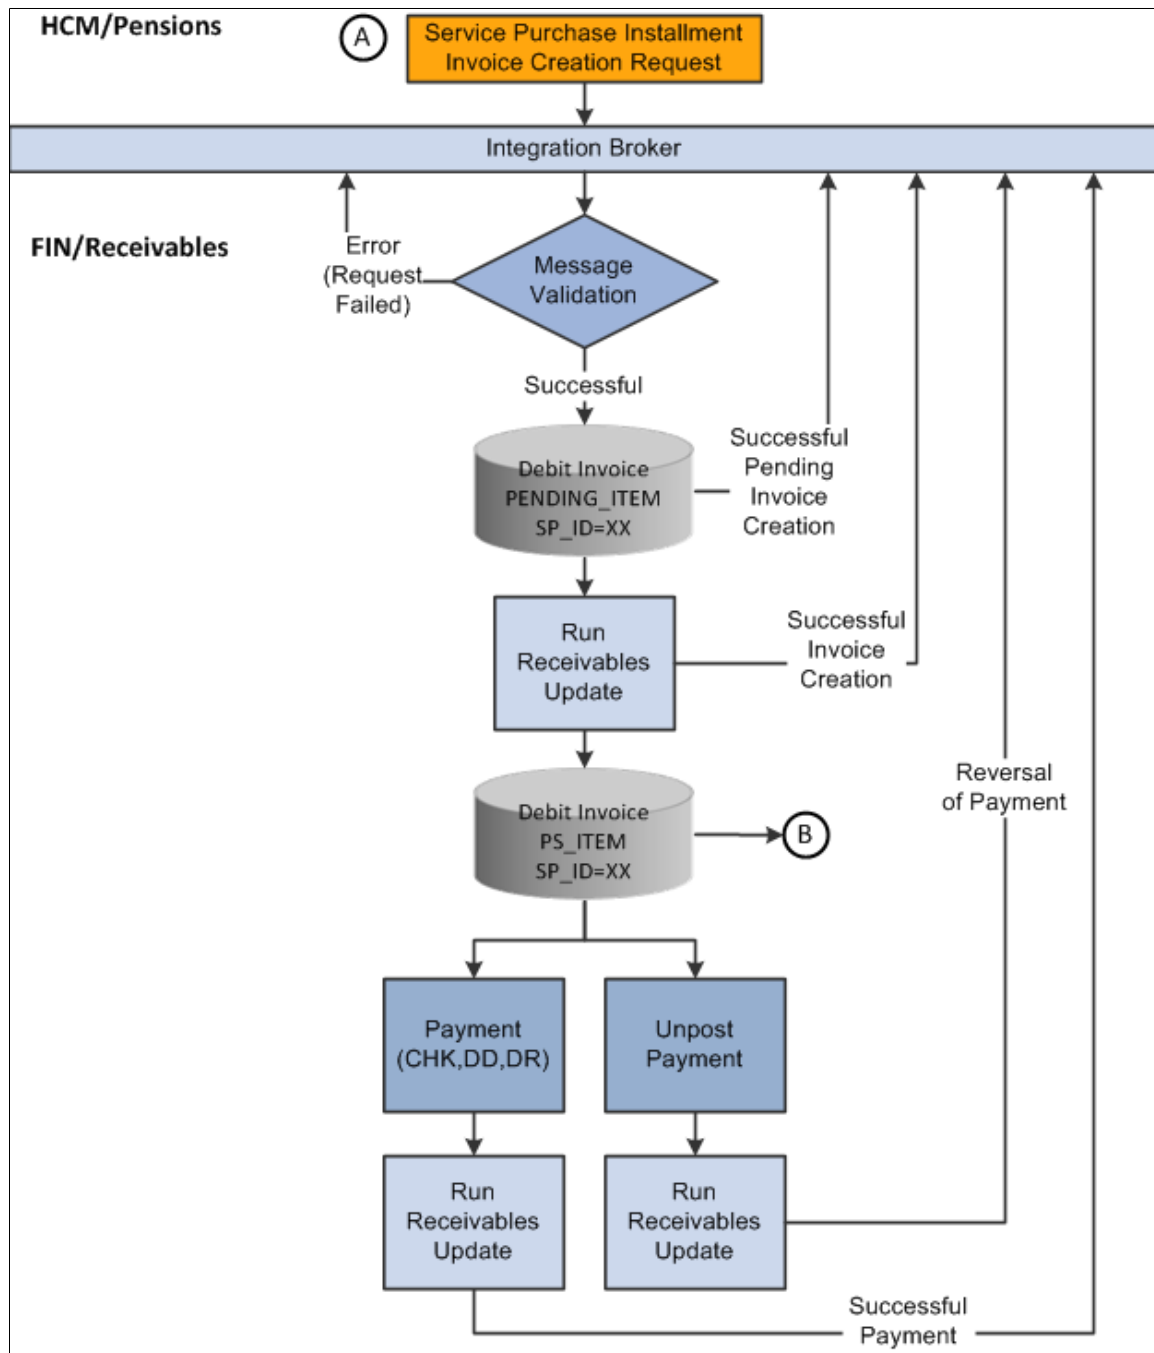 HCM/Pensions
A
Service Purchase Installment
Invoice Creation Request
Integration Broker
FIN/Receivables
Error
(Request
Failed)
Message
Validation
Successful
Debit Invoice
PENDING_ITEM
SP_ID=XX
Successful
Pending
Invoice
Creation
Run
Receivables
Update
Successful
Invoice
Creation
Debit Invoice
PS_ITEM
SP_ID=XX
B
Reversal
of Payment
Payment
(CHK,DD,DR)
Unpost
Payment
Run
Receivables
Update
Run
Receivables
Update
Successful
Payment